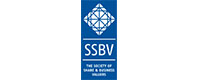 SSBV
THE SOCIETY OF
SHARE & BUSINESS
VALUERS